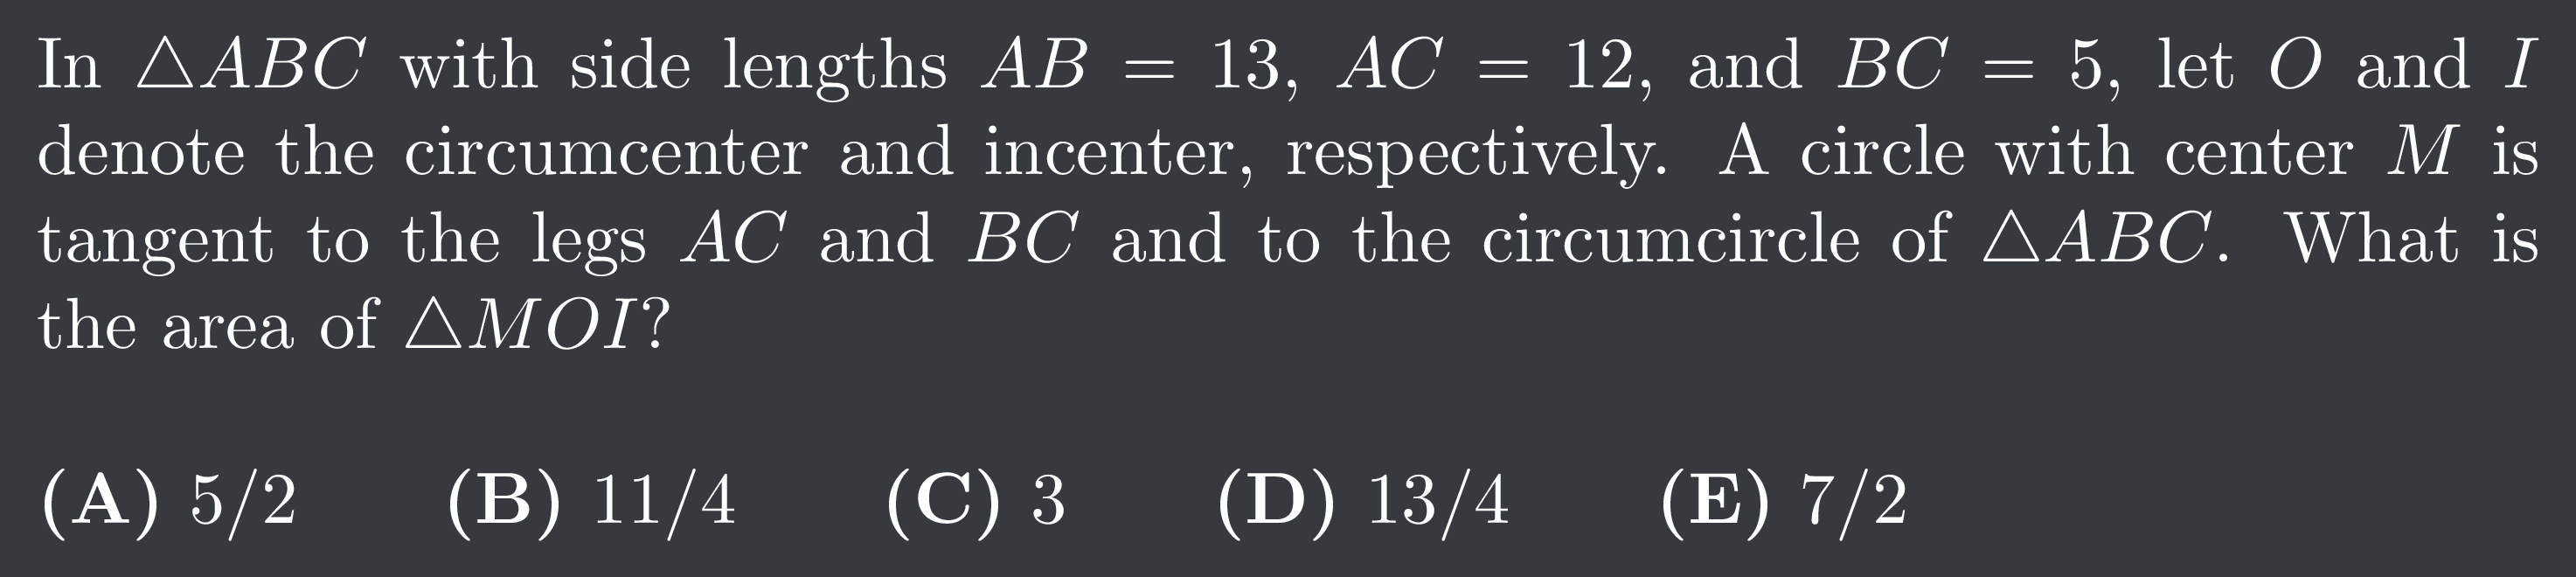 In △ABC with side lengths AB = 13, AC = 12, and BC = 5, let O and I
denote the circumcenter and incenter, respectively. A circle with center M is
tangent to the legs AC and BC and to the circumcircle of △ABC. What is
the area of △MOI?
(A) 5/2 (B) 11/4 (C) 3 (D) 13/4 (E) 7/2